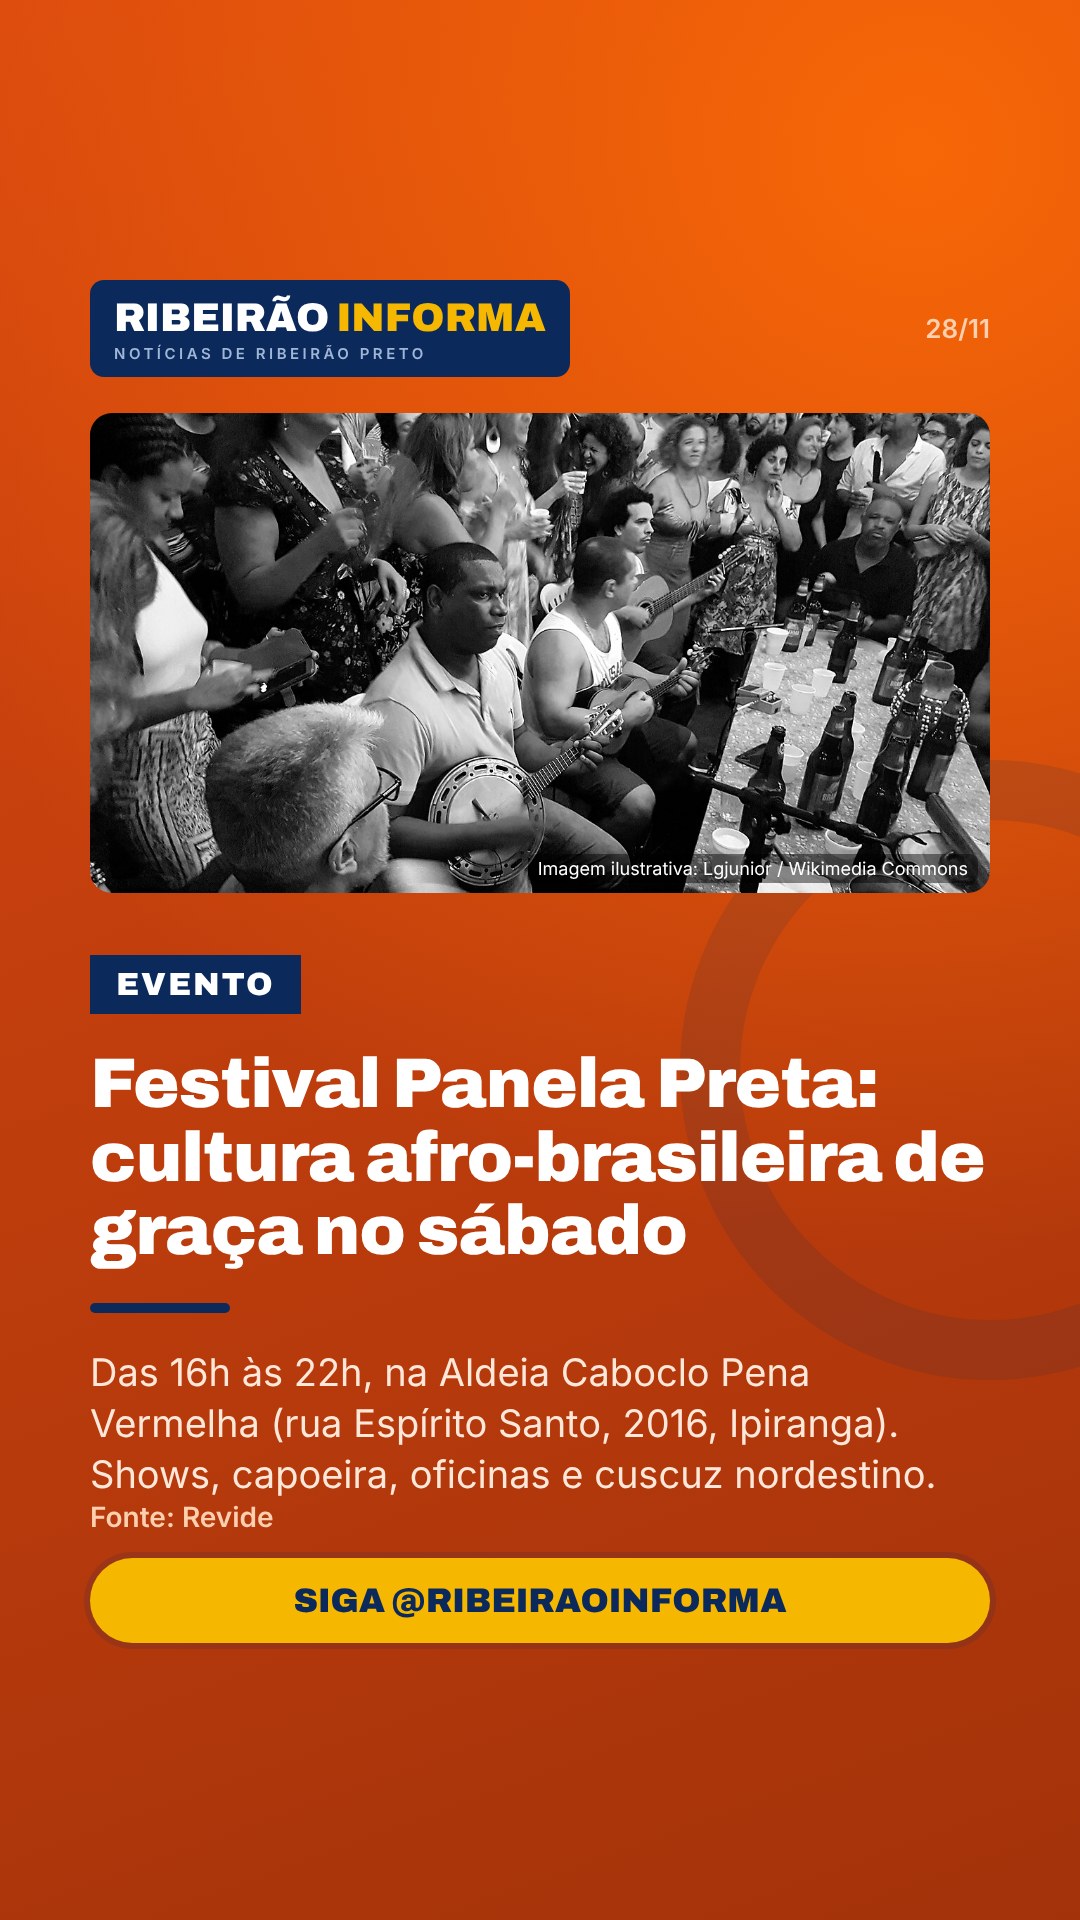 RIBEIRÃO INFORMA
NOTÍCIAS DE RIBEIRÃO PRETO
28/11
Imagem ilustrativa: Lgjunior / Wikimedia Commons
EVENTO
Festival Panela Preta:
cultura afro-brasileira de
graça no sábado
Das 16h às 22h, na Aldeia Caboclo Pena
Vermelha (rua Espírito Santo, 2016, Ipiranga).
Shows, capoeira, oficinas e cuscuz nordestino.
Fonte: Revide
SIGA @RIBEIRAOINFORMA